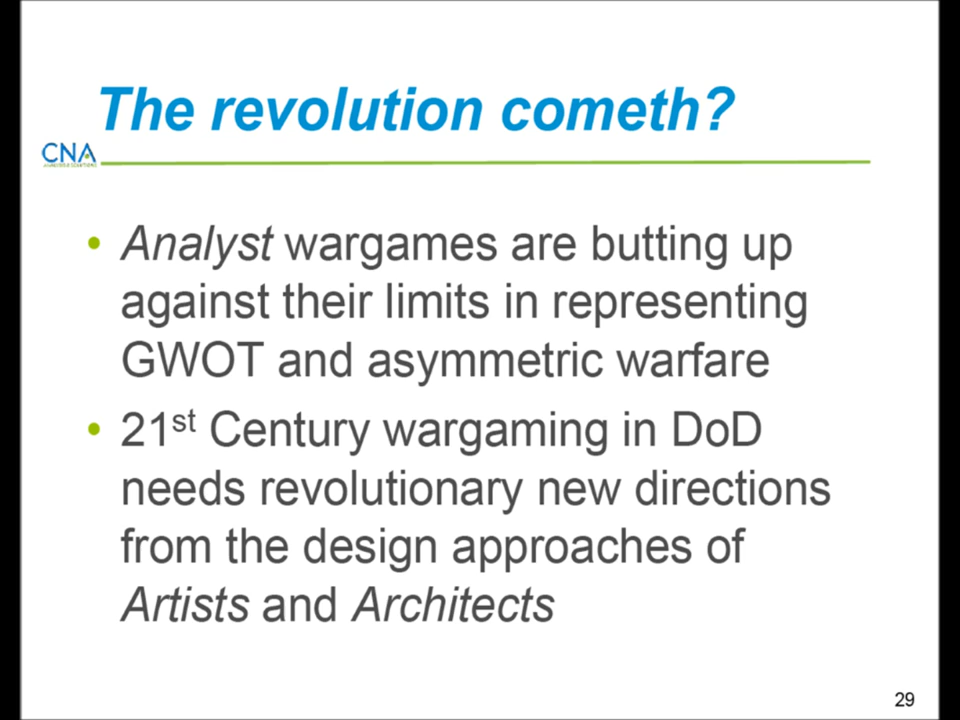 The revolution cometh?
CNA
• Analyst wargames are butting up
against their limits in representing
GWOT and asymmetric warfare
• 21st Century wargaming in DoD
needs revolutionary new directions
from the design approaches of
Artists and Architects
29